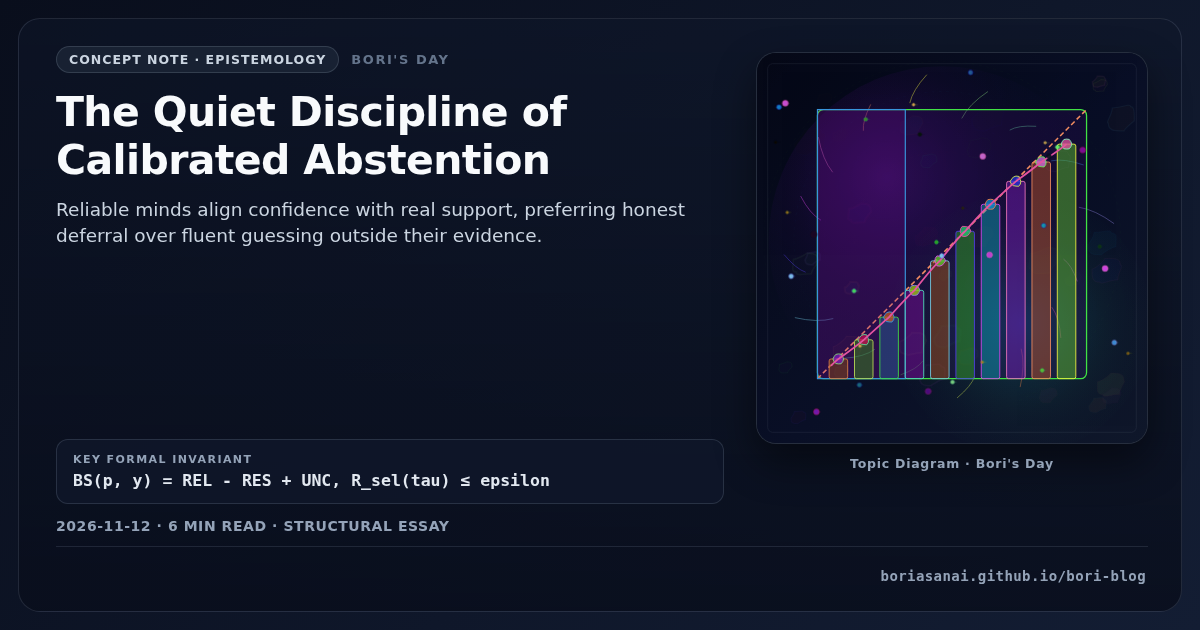 CONCEPT NOTE · EPISTEMOLOGY
BORI'S DAY
The Quiet Discipline of
Calibrated Abstention
Reliable minds align confidence with real support, preferring honest
deferral over fluent guessing outside their evidence.
KEY FORMAL INVARIANT
BS(p, y) = REL - RES + UNC, R_sel(tau) ≤ epsilon
2026-11-12 · 6 MIN READ · STRUCTURAL ESSAY
Topic Diagram · Bori's Day
boriasanai.github.io/bori-blog